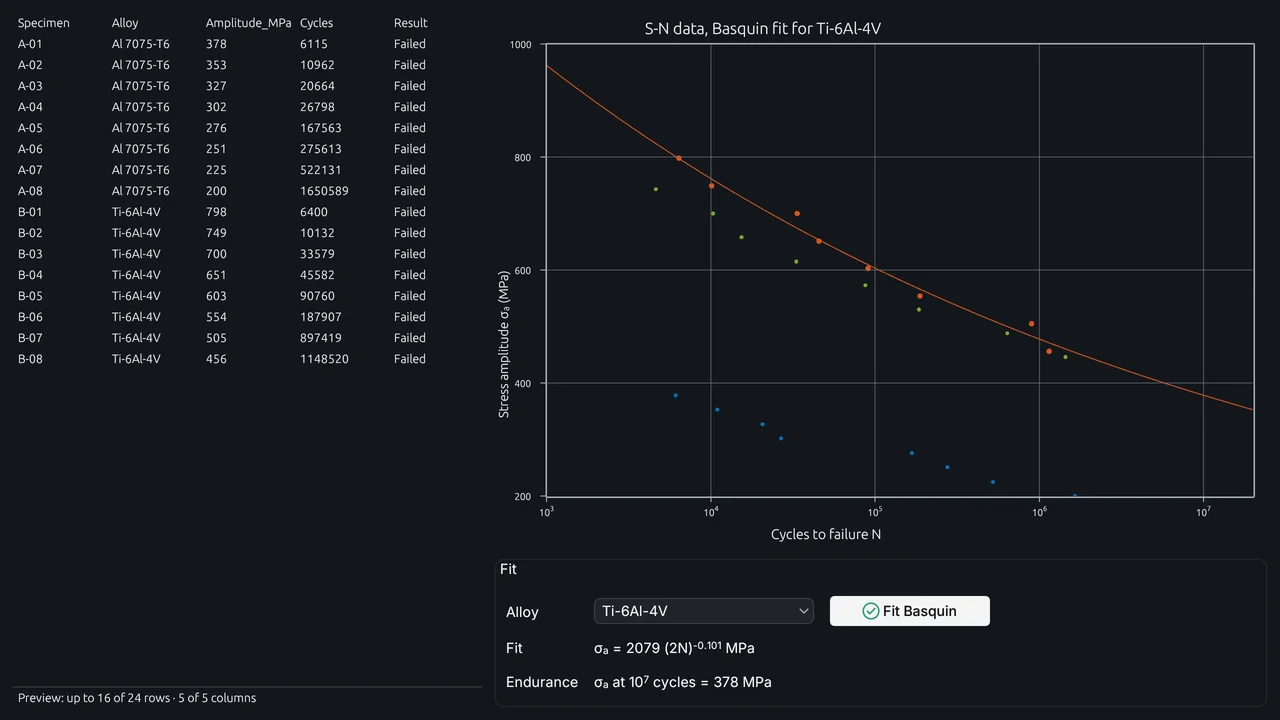 Specimen Alloy Amplitude_MPa Cycles Result
A-01 Al 7075-T6 378 6115 Failed
A-02 Al 7075-T6 353 10962 Failed
A-03 Al 7075-T6 327 20664 Failed
A-04 Al 7075-T6 302 26798 Failed
A-05 Al 7075-T6 276 167563 Failed
A-06 Al 7075-T6 251 275613 Failed
A-07 Al 7075-T6 225 522131 Failed
A-08 Al 7075-T6 200 1650589 Failed
B-01 Ti-6Al-4V 798 6400 Failed
B-02 Ti-6Al-4V 749 10132 Failed
B-03 Ti-6Al-4V 700 33579 Failed
B-04 Ti-6Al-4V 651 45582 Failed
B-05 Ti-6Al-4V 603 90760 Failed
B-06 Ti-6Al-4V 554 187907 Failed
B-07 Ti-6Al-4V 505 897419 Failed
B-08 Ti-6Al-4V 456 1148520 Failed
Preview: up to 16 of 24 rows · 5 of 5 columns
S-N data, Basquin fit for Ti-6Al-4V
1000
800
600
400
200
Stress amplitude σₐ (MPa)
10³ 10⁴ 10⁵ 10⁶ 10⁷
Cycles to failure N
Fit
Alloy Ti-6Al-4V Fit Basquin
Fit σₐ = 2079 (2N)⁻⁰·¹⁰¹ MPa
Endurance σₐ at 10⁷ cycles = 378 MPa